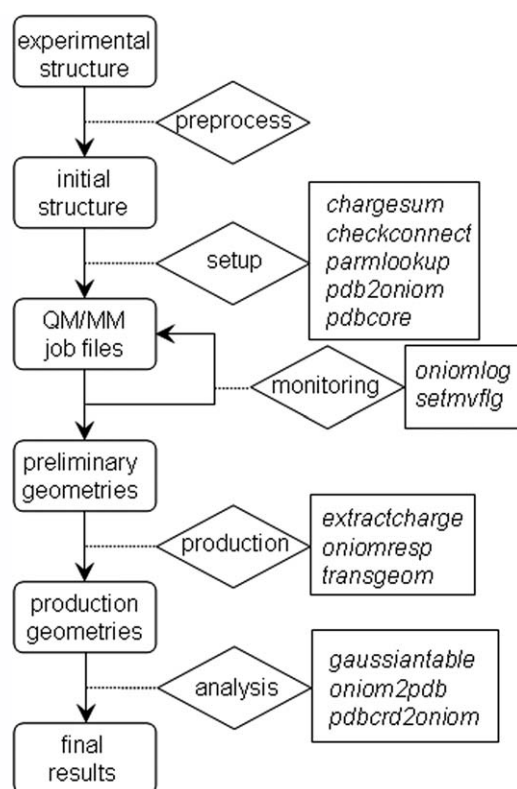 experimental
structure
preprocess
initial
structure
setup
chargesum
checkconnect
parmlookup
pdb2oniom
pdbcore
QM/MM
job files
monitoring
oniomlog
setmvflg
preliminary
geometries
production
extractcharge
oniomresp
transgeom
production
geometries
analysis
gaussiantable
oniom2pdb
pdbcrd2oniom
final
results